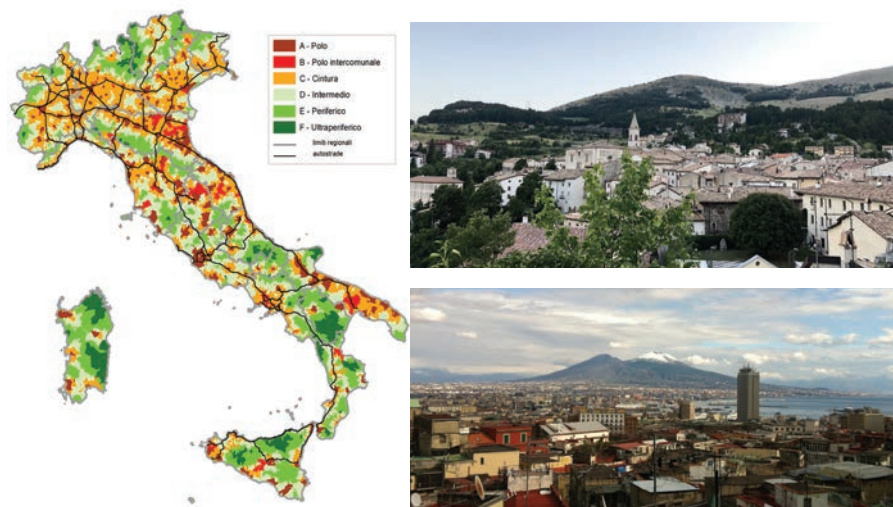 A - Polo
B - Polo intercomunale
C - Cintura
D - Intermedio
E - Periferico
F - Ultraperiferico
limiti regionali
autostrade